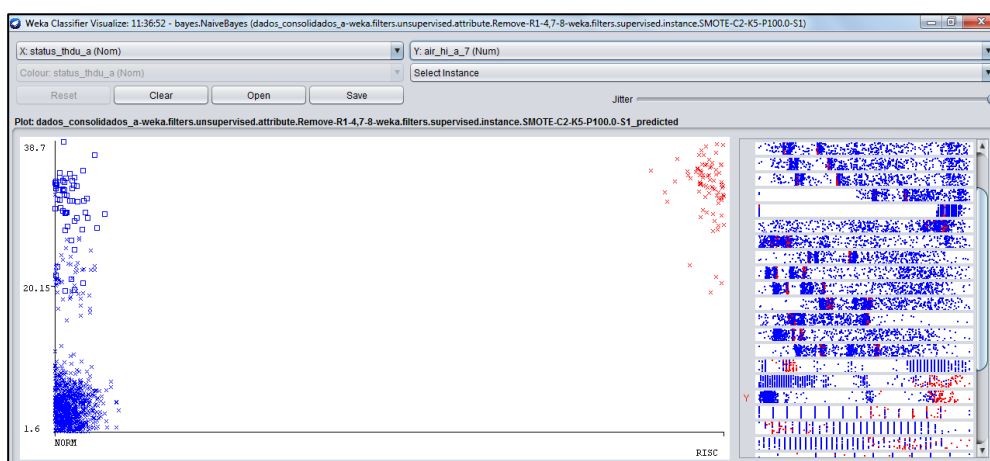 Weka Classifier Visualize: 11:36:52 - bayes.NaiveBayes (dados_consolidados_a-weka.filters.unsupervised.attribute.Remove-R1-4,7-8-weka.filters.supervised.instance.SMOTE-C2-K5-P100.0-S1)
X: status_thdu_a (Nom) Y: air_hi_a_7 (Num)
Colour: status_thdu_a (Nom) Select Instance
Reset Clear Open Save Jitter
Plot: dados_consolidados_a-weka.filters.unsupervised.attribute.Remove-R1-4,7-8-weka.filters.supervised.instance.SMOTE-C2-K5-P100.0-S1_predicted
38.7
20.15
Y
1.6
NORM
RISC